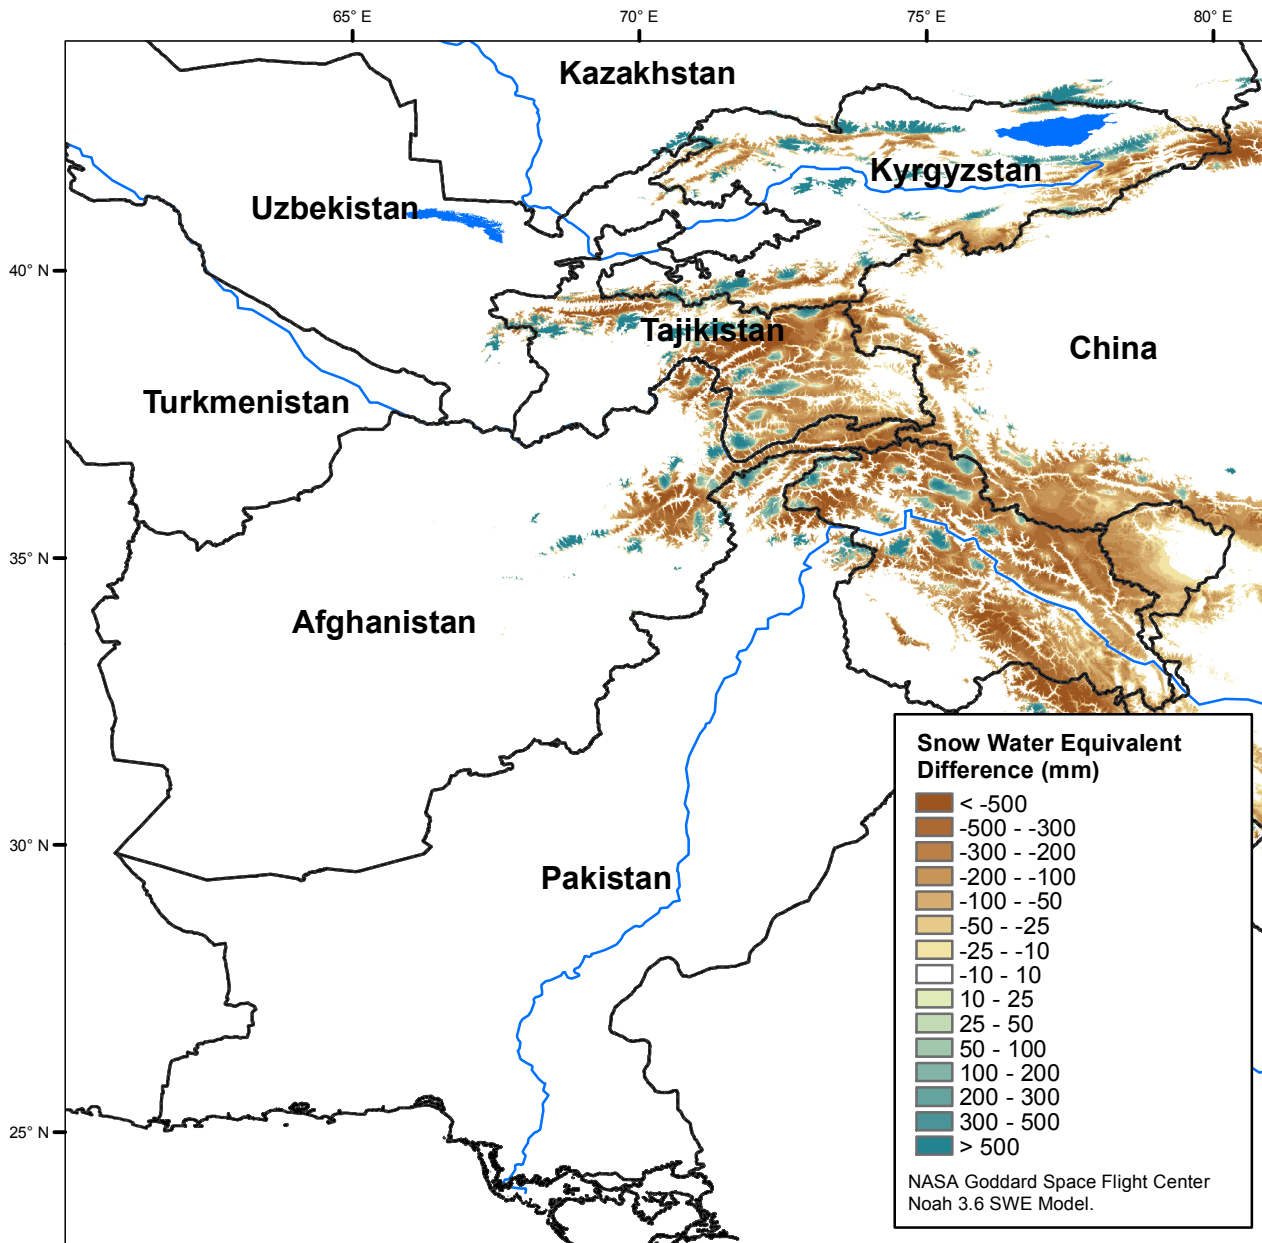 65° E
70° E
75° E
80° E
Kazakhstan
Kyrgyzstan
Uzbekistan
40° N
Tajikistan
China
Turkmenistan
35° N
Afghanistan
30° N
Pakistan
25° N
Snow Water Equivalent
Difference (mm)
< -500
-500 - -300
-300 - -200
-200 - -100
-100 - -50
-50 - -25
-25 - -10
-10 - 10
10 - 25
25 - 50
50 - 100
100 - 200
200 - 300
300 - 500
> 500
NASA Goddard Space Flight Center
Noah 3.6 SWE Model.